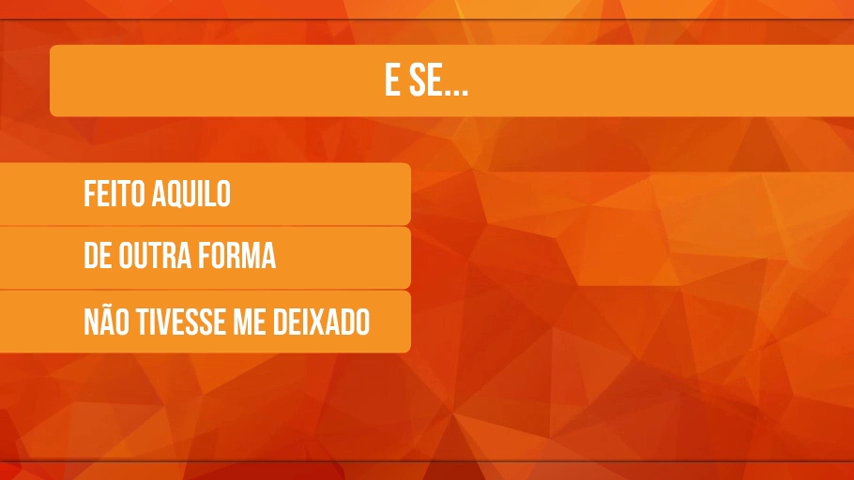 E SE...
FEITO AQUILO
DE OUTRA FORMA
NÃO TIVESSE ME DEIXADO